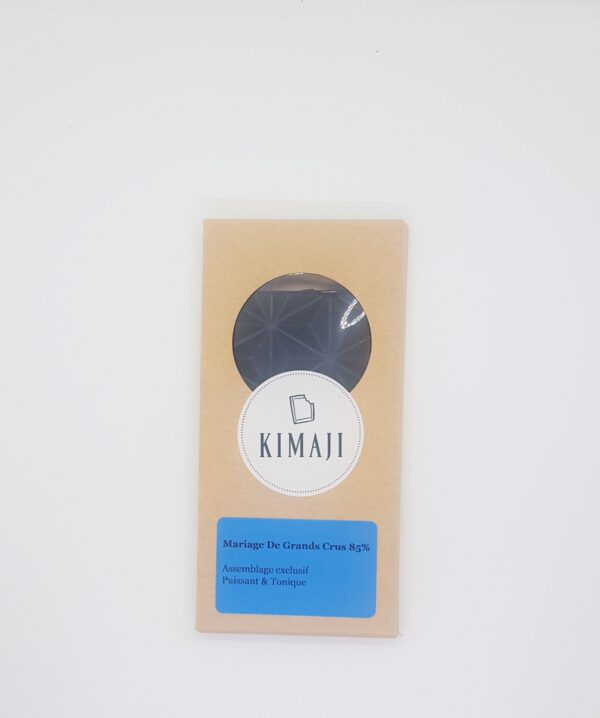 KIMAJI
Mariage De Grands Crus 85%
Assemblage exclusif
Puissant & Tonique